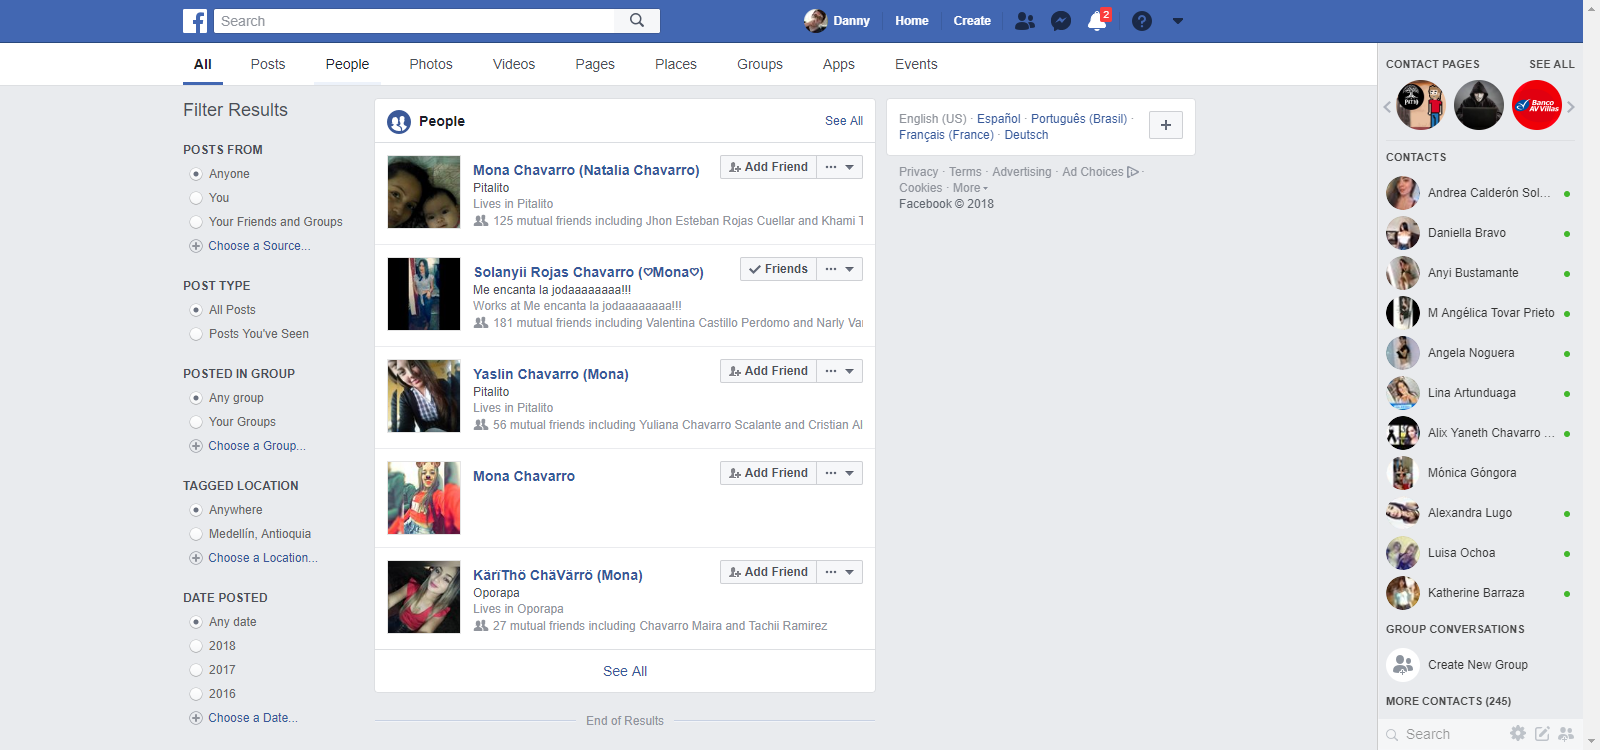 Search
Danny
Home
Create
2
All
Posts
People
Photos
Videos
Pages
Places
Groups
Apps
Events
Filter Results
POSTS FROM
Anyone
You
Your Friends and Groups
Choose a Source...
POST TYPE
All Posts
Posts You've Seen
POSTED IN GROUP
Any group
Your Groups
Choose a Group...
TAGGED LOCATION
Anywhere
Medellín, Antioquia
Choose a Location...
DATE POSTED
Any date
2018
2017
2016
Choose a Date...
People
See All
Mona Chavarro (Natalia Chavarro)
Add Friend
Pitalito
Lives in Pitalito
125 mutual friends including Jhon Esteban Rojas Cuellar and Khami T
Solanyii Rojas Chavarro (♡Mona♡)
Friends
Me encanta la jodaaaaaaaa!!!
Works at Me encanta la jodaaaaaaaa!!!
181 mutual friends including Valentina Castillo Perdomo and Narly Va
Yaslin Chavarro (Mona)
Add Friend
Pitalito
Lives in Pitalito
56 mutual friends including Yuliana Chavarro Scalante and Cristian Al
Mona Chavarro
Add Friend
KärïThö ChäVärrö (Mona)
Add Friend
Oporapa
Lives in Oporapa
27 mutual friends including Chavarro Maira and Tachii Ramirez
See All
End of Results
English (US) · Español · Português (Brasil) ·
Français (France) · Deutsch
Privacy · Terms · Advertising · Ad Choices ·
Cookies · More
Facebook © 2018
CONTACT PAGES
SEE ALL
Banco
AV Villas
CONTACTS
Andrea Calderón Sol...
Daniella Bravo
Anyi Bustamante
M Angélica Tovar Prieto
Angela Noguera
Lina Artunduaga
Alix Yaneth Chavarro ...
Mónica Góngora
Alexandra Lugo
Luisa Ochoa
Katherine Barraza
GROUP CONVERSATIONS
Create New Group
MORE CONTACTS (245)
Search